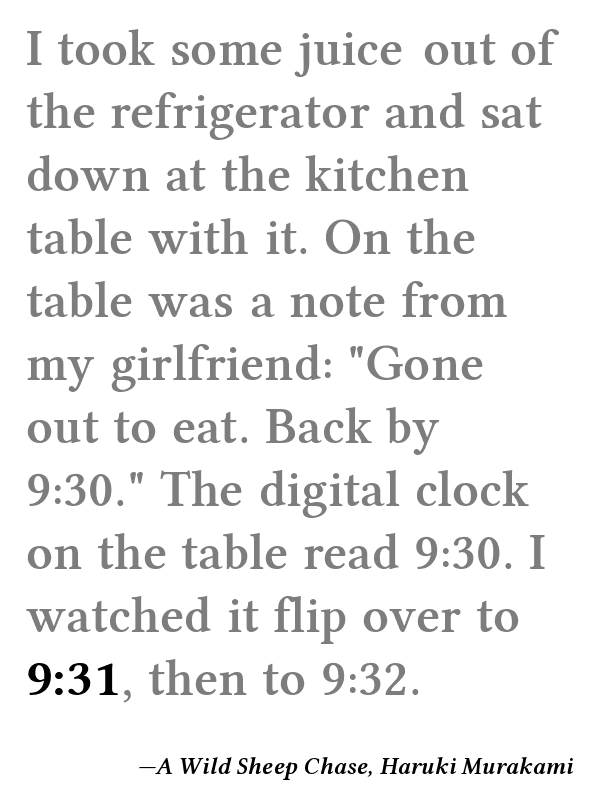 I took some juice out of
the refrigerator and sat
down at the kitchen
table with it. On the
table was a note from
my girlfriend: "Gone
out to eat. Back by
9:30." The digital clock
on the table read 9:30. I
watched it flip over to
9:31, then to 9:32.
—A Wild Sheep Chase, Haruki Murakami